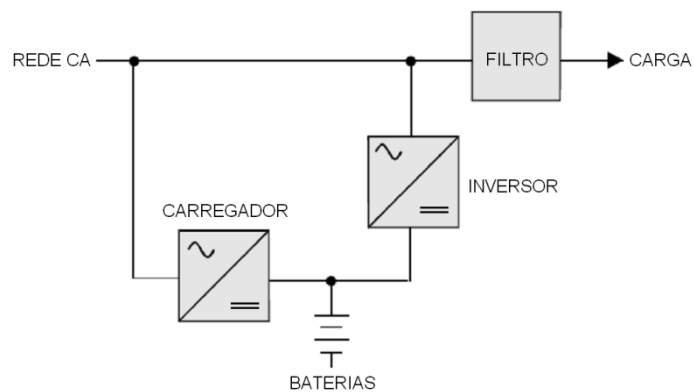 REDE CA
FILTRO
CARGA
INVERSOR
CARREGADOR
BATERIAS